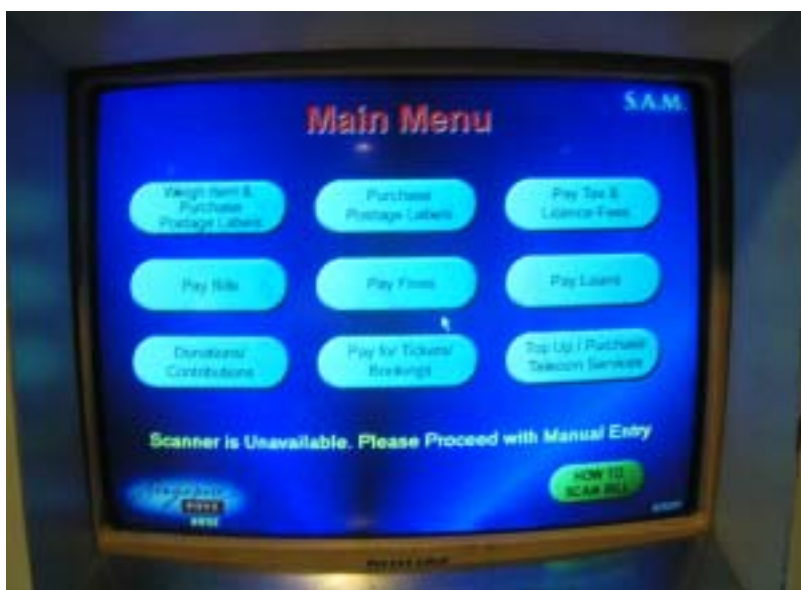 S.A.M.
Main Menu
Weigh Item &
Purchase
Postage Labels
Purchase
Postage Labels
Pay Tax &
Licence Fees
Pay Bills
Pay Fines
Pay Loans
Donations/
Contributions
Pay for Tickets/
Bookings
Top Up / Purchase
Telecom Services
Scanner is Unavailable. Please Proceed with Manual Entry
HOW TO
SCAN BILL
Singapore